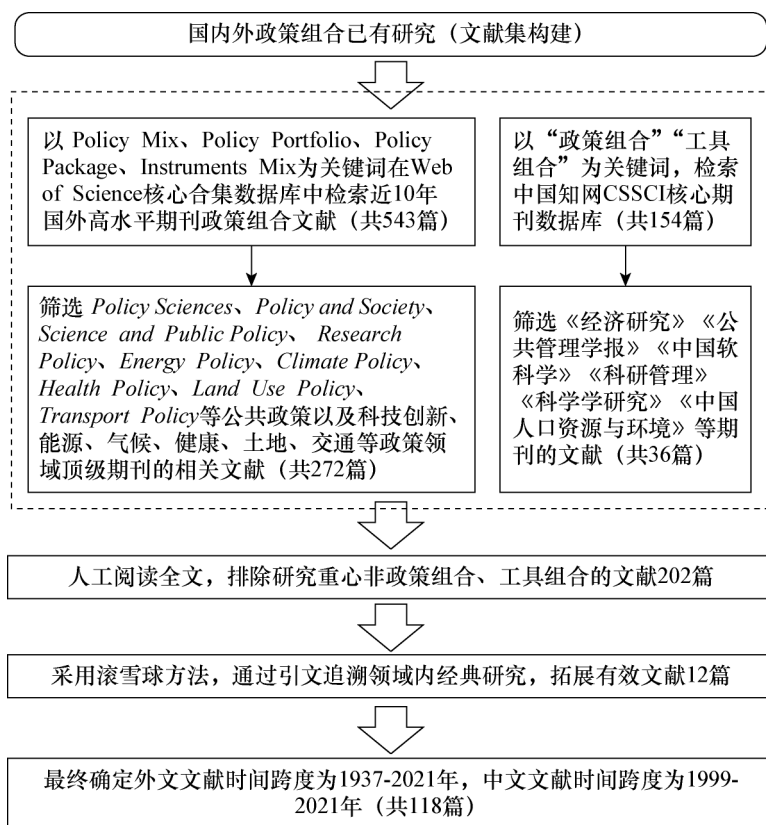 国内外政策组合已有研究（文献集构建）
以 Policy Mix、Policy Portfolio、Policy
Package、Instruments Mix为关键词在Web
of Science核心合集数据库中检索近10年
国外高水平期刊政策组合文献（共543篇）
以“政策组合”“工具
组合”为关键词，检索
中国知网CSSCI核心期
刊数据库（共154篇）
筛选 Policy Sciences、Policy and Society、
Science and Public Policy、Research
Policy、Energy Policy、Climate Policy、
Health Policy、Land Use Policy、
Transport Policy等公共政策以及科技创新、
能源、气候、健康、土地、交通等政策领
域顶级期刊的相关文献（共272篇）
筛选《经济研究》《公
共管理学报》《中国软
科学》《科研管理》
《科学学研究》《中国
人口资源与环境》等期
刊的文献（共36篇）
人工阅读全文，排除研究重心非政策组合、工具组合的文献202篇
采用滚雪球方法，通过引文追溯领域内经典研究，拓展有效文献12篇
最终确定外文文献时间跨度为1937-2021年，中文文献时间跨度为1999-
2021年（共118篇）